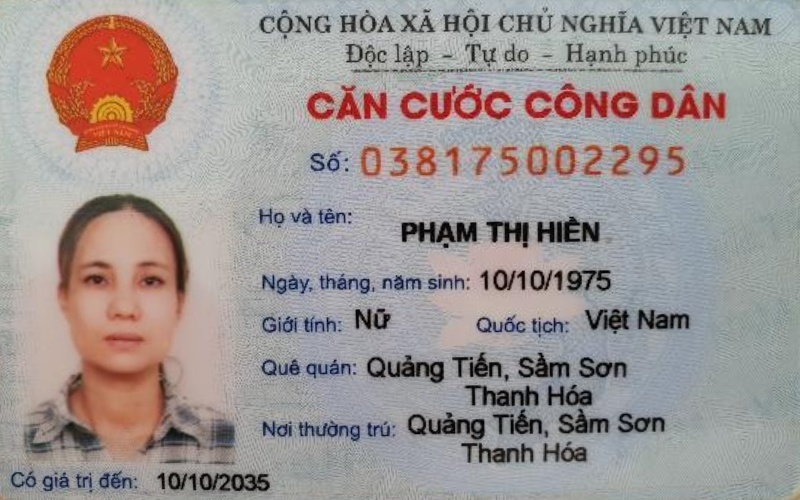 CỘNG HÒA XÃ HỘI CHỦ NGHĨA VIỆT NAM
Độc lập - Tự do - Hạnh phúc
CĂN CƯỚC CÔNG DÂN
Số: 038175002295
Họ và tên: PHẠM THỊ HIỀN
Ngày, tháng, năm sinh: 10/10/1975
Giới tính: Nữ Quốc tịch: Việt Nam
Quê quán: Quảng Tiến, Sầm Sơn
Thanh Hóa
Nơi thường trú: Quảng Tiến, Sầm Sơn
Thanh Hóa
Có giá trị đến: 10/10/2035